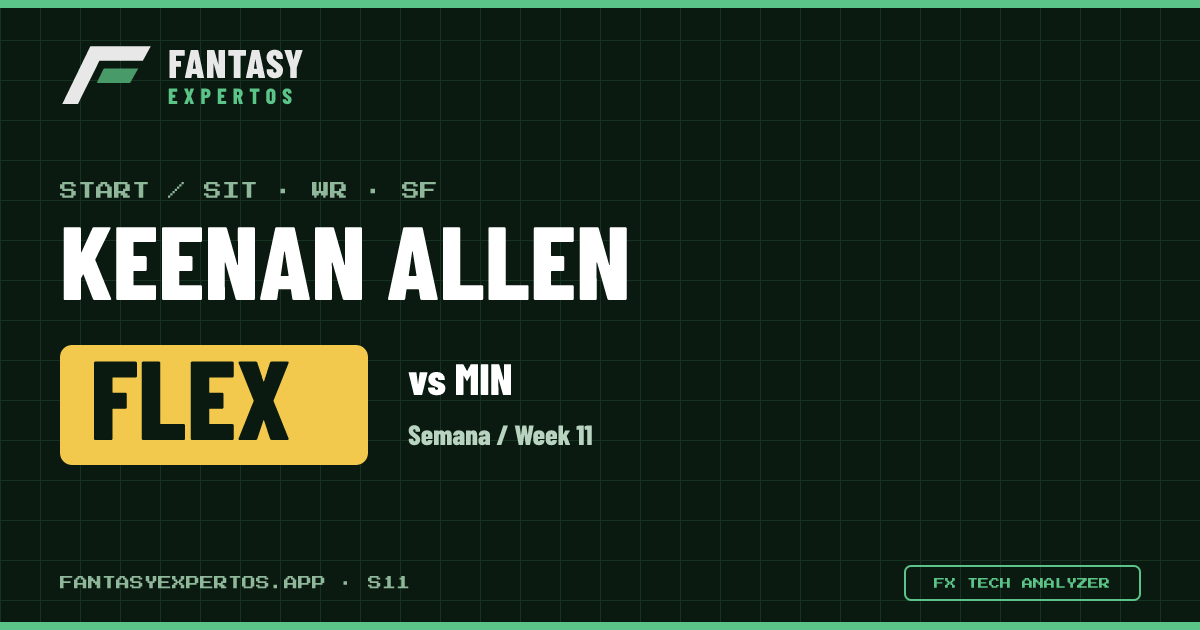 FANTASY
EXPERTOS
START / SIT · WR · SF
KEENAN ALLEN
FLEX
vs MIN
Semana / Week 11
FANTASYEXPERTOS.APP · S11
FX TECH ANALYZER